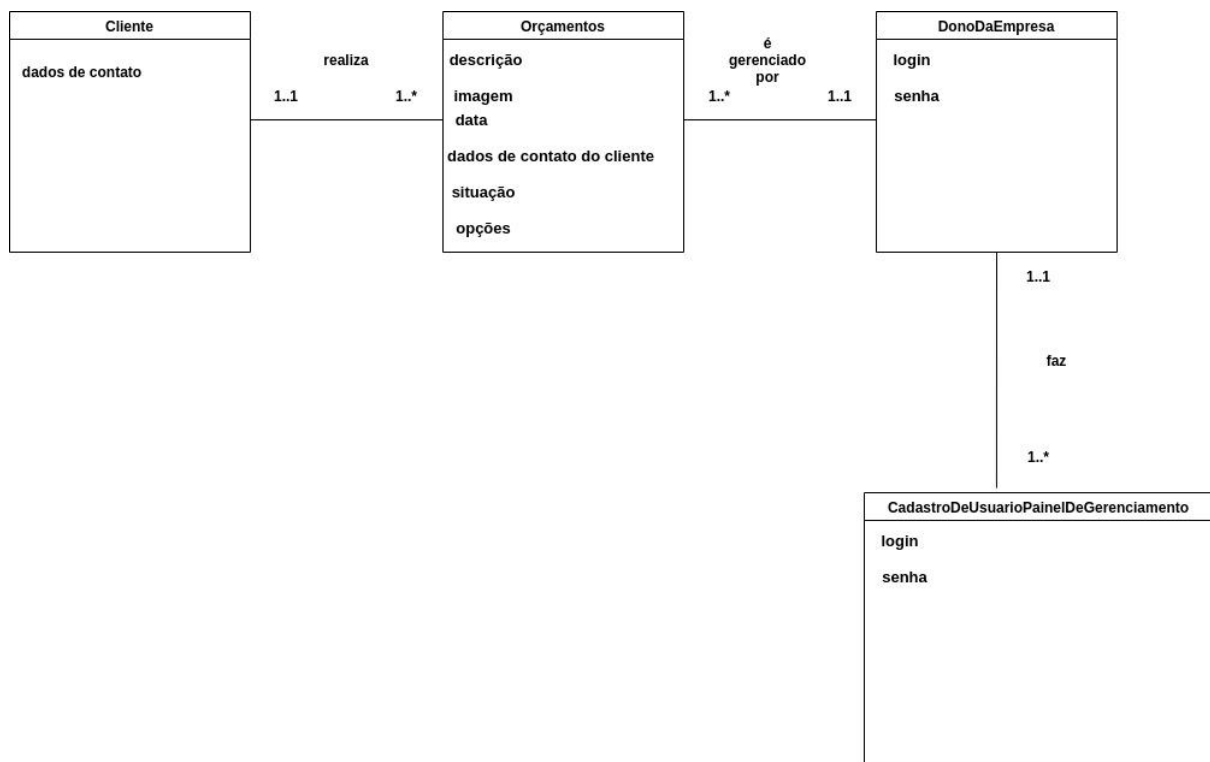 Cliente
dados de contato
realiza
1..1
1..*
Orçamentos
descrição
imagem
data
dados de contato do cliente
situação
opções
é
gerenciado
por
1..*
1..1
DonoDaEmpresa
login
senha
1..1
faz
1..*
CadastroDeUsuarioPainelDeGerenciamento
login
senha